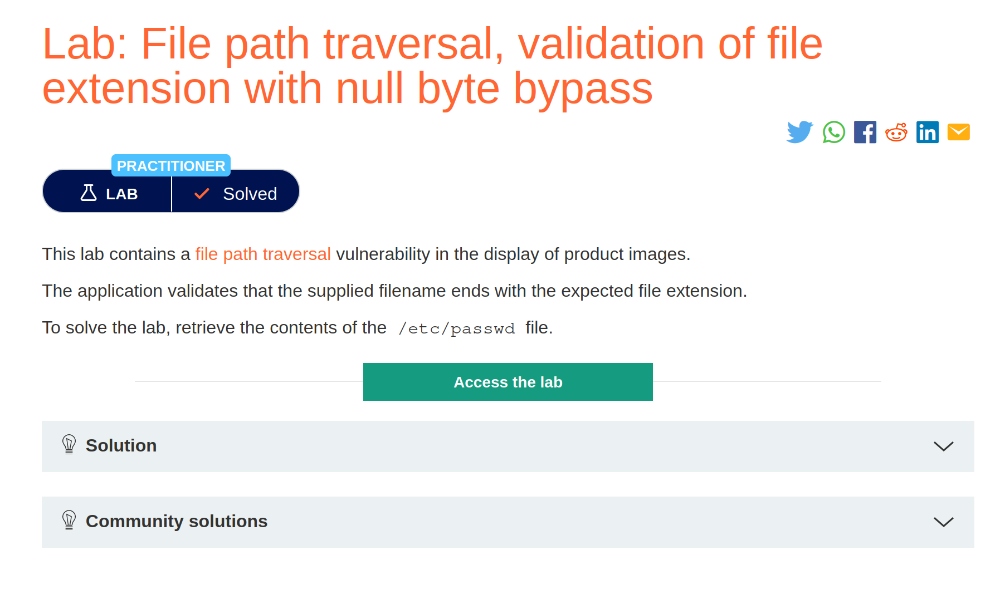 Lab: File path traversal, validation of file
extension with null byte bypass
PRACTITIONER
LAB
Solved
This lab contains a file path traversal vulnerability in the display of product images.
The application validates that the supplied filename ends with the expected file extension.
To solve the lab, retrieve the contents of the /etc/passwd file.
Access the lab
Solution
Community solutions